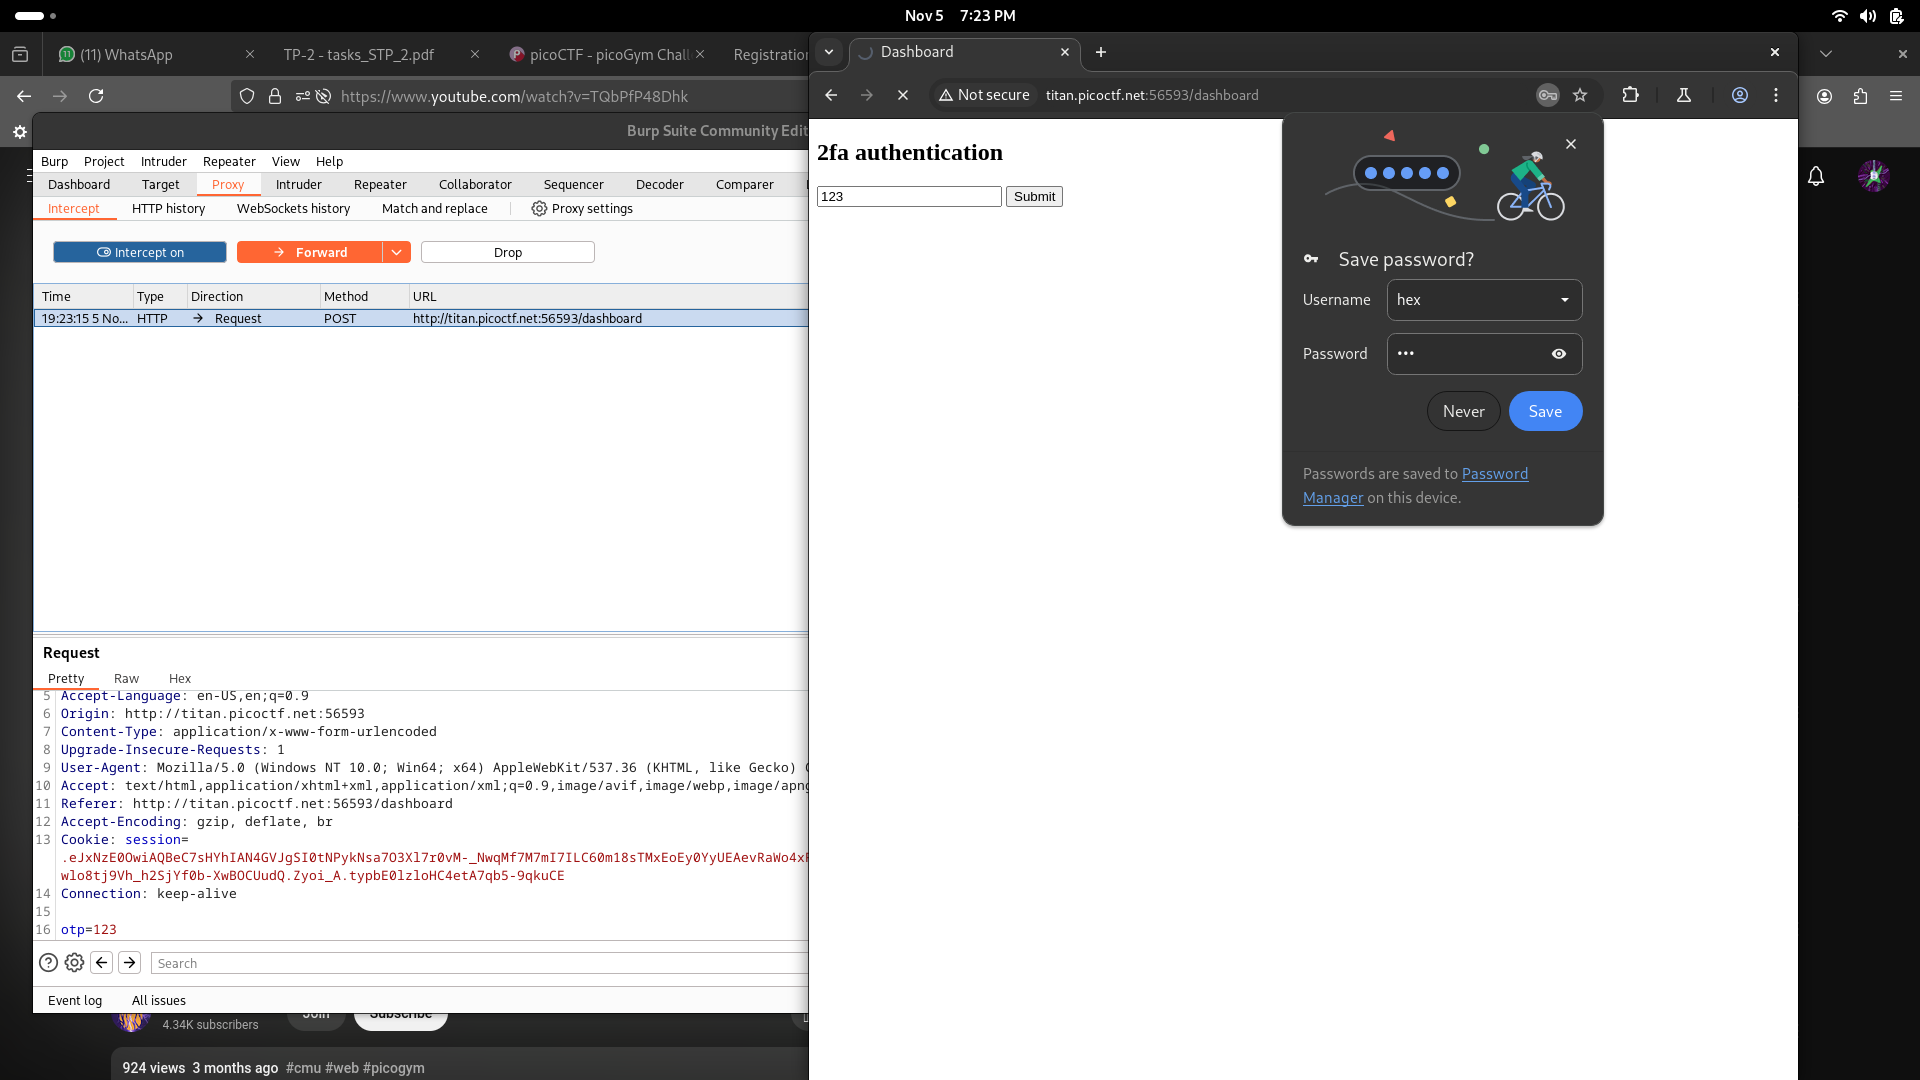 Nov 5 7:23 PM
(11) WhatsApp
TP-2 - tasks_STP_2.pdf
picoCTF - picoGym Chall
Registration
https://www.youtube.com/watch?v=TQbPfP48Dhk
Burp Suite Community Edit
Burp Project Intruder Repeater View Help
Dashboard Target Proxy Intruder Repeater Collaborator Sequencer Decoder Comparer
Intercept HTTP history WebSockets history Match and replace Proxy settings
Intercept on Forward Drop
Time Type Direction Method URL
19:23:15 5 No... HTTP → Request POST http://titan.picoctf.net:56593/dashboard
Request
Pretty Raw Hex
5 Accept-Language: en-US,en;q=0.9
6 Origin: http://titan.picoctf.net:56593
7 Content-Type: application/x-www-form-urlencoded
8 Upgrade-Insecure-Requests: 1
9 User-Agent: Mozilla/5.0 (Windows NT 10.0; Win64; x64) AppleWebKit/537.36 (KHTML, like Gecko)
10 Accept: text/html,application/xhtml+xml,application/xml;q=0.9,image/avif,image/webp,image/apng
11 Referer: http://titan.picoctf.net:56593/dashboard
12 Accept-Encoding: gzip, deflate, br
13 Cookie: session=
.eJxNzE0OwiAQBeC7sHYhIAN4GVJgSI0tNPykNsa7O3Xl7r0vM-_NwqMf7M7mI7ILC60m18sTMxEoEy0YyUEAevRaWo4x
wlo8tj9Vh_h2SjYf0b-XwBOCUudQ.Zyoi_A.typbE0lzloHC4etA7qb5-9qkuCE
14 Connection: keep-alive
15
16 otp=123
Search
Event log All issues
4.34K subscribers
Join
Subscribe
924 views 3 months ago #cmu #web #picogym
Dashboard
Not secure titan.picoctf.net:56593/dashboard
2fa authentication
123 Submit
Save password?
Username hex
Password •••
Never Save
Passwords are saved to Password
Manager on this device.